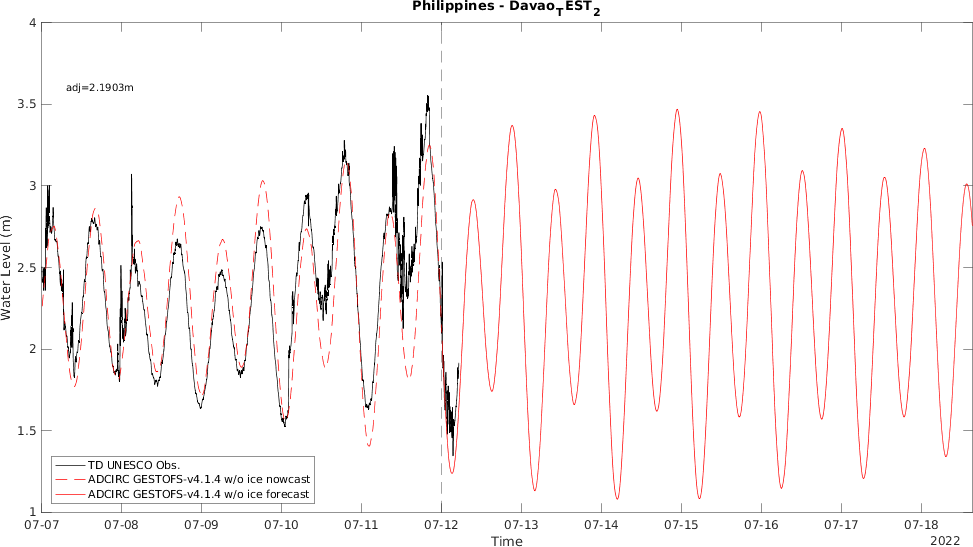 Philippines - Davao_TEST_2
4
3.5
3
2.5
2
1.5
1
Water Level (m)
adj=2.1903m
TD UNESCO Obs.
ADCIRC GESTOFS-v4.1.4 w/o ice nowcast
ADCIRC GESTOFS-v4.1.4 w/o ice forecast
07-07 07-08 07-09 07-10 07-11 07-12 07-13 07-14 07-15 07-16 07-17 07-18
Time
2022